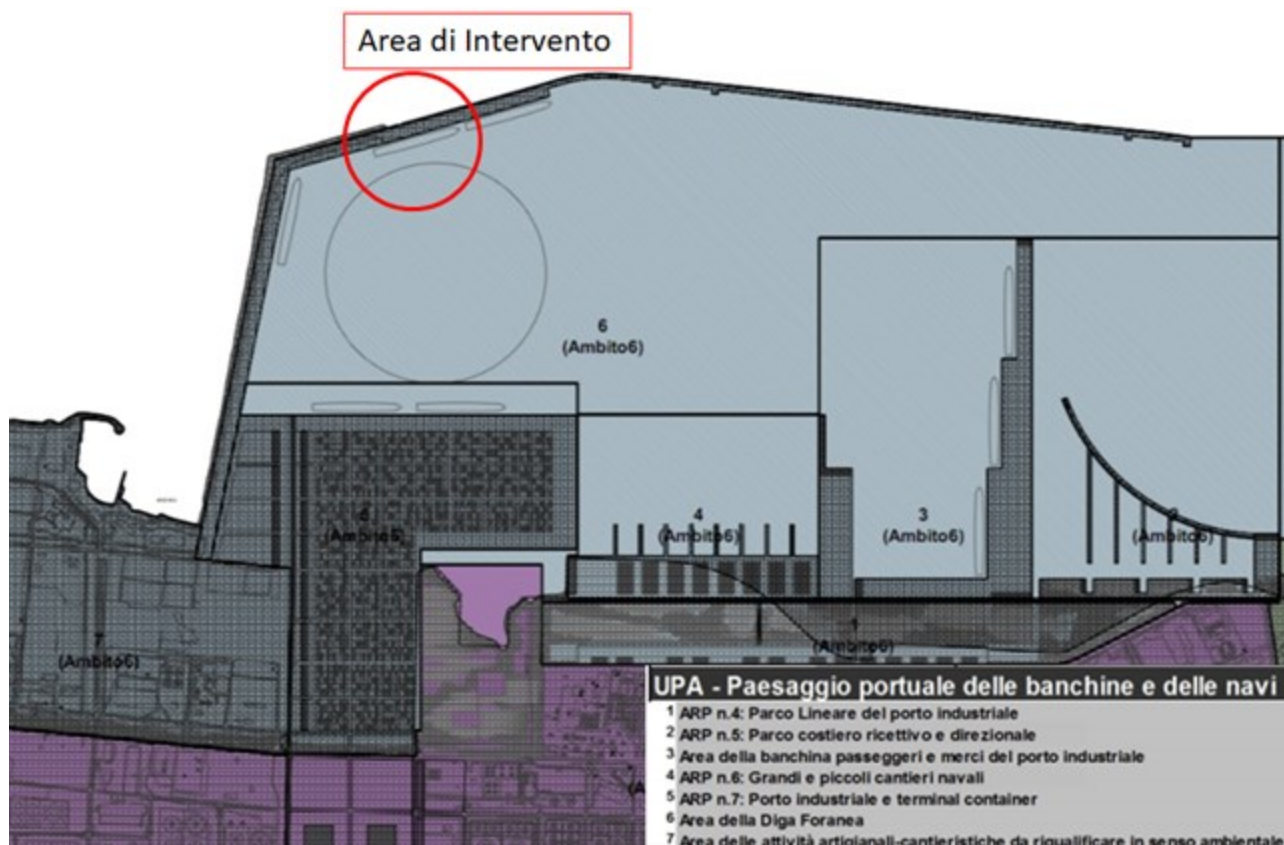 Area di Intervento
6
(Ambito6)
4
(Ambito6)
3
(Ambito6)
(Ambito6)
(Ambito6)
1
(Ambito6)
7
(Ambito6)
UPA - Paesaggio portuale delle banchine e delle navi
1 ARP n.4: Parco Lineare del porto industriale
2 ARP n.5: Parco costiero ricettivo e direzionale
3 Area della banchina passeggeri e merci del porto industriale
4 ARP n.6: Grandi e piccoli cantieri navali
5 ARP n.7: Porto industriale e terminal container
6 Area della Diga Foranea
7 Area delle attività artigianali-cantieristiche da riqualificare in senso ambientale